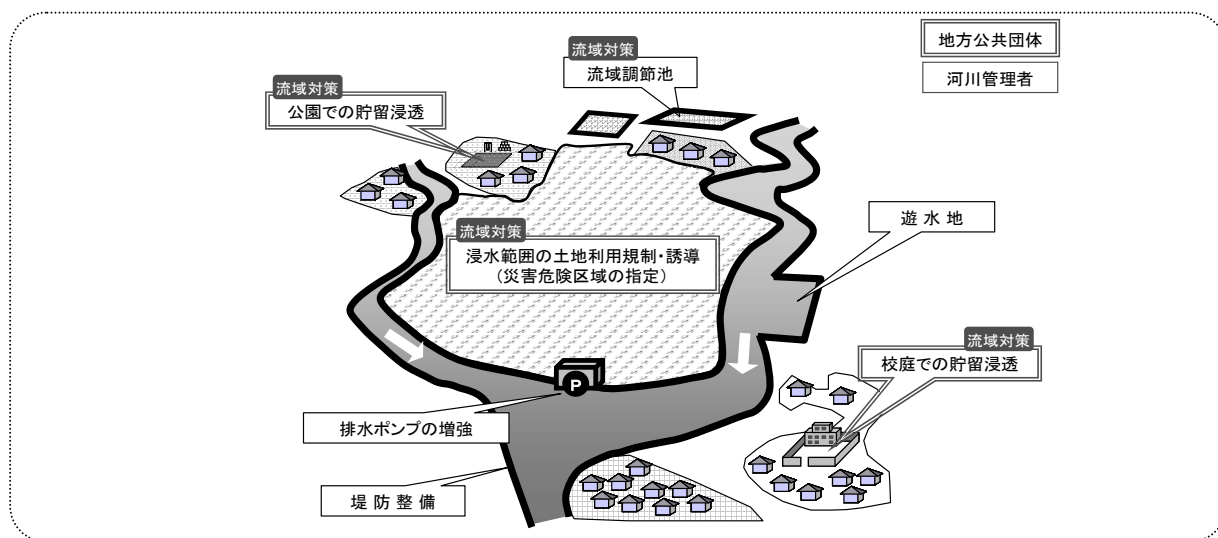 地方公共団体
河川管理者
流域対策
流域調節池
流域対策
公園での貯留浸透
遊 水 地
流域対策
浸水範囲の土地利用規制・誘導
（災害危険区域の指定）
流域対策
校庭での貯留浸透
P
排水ポンプの増強
堤 防 整 備